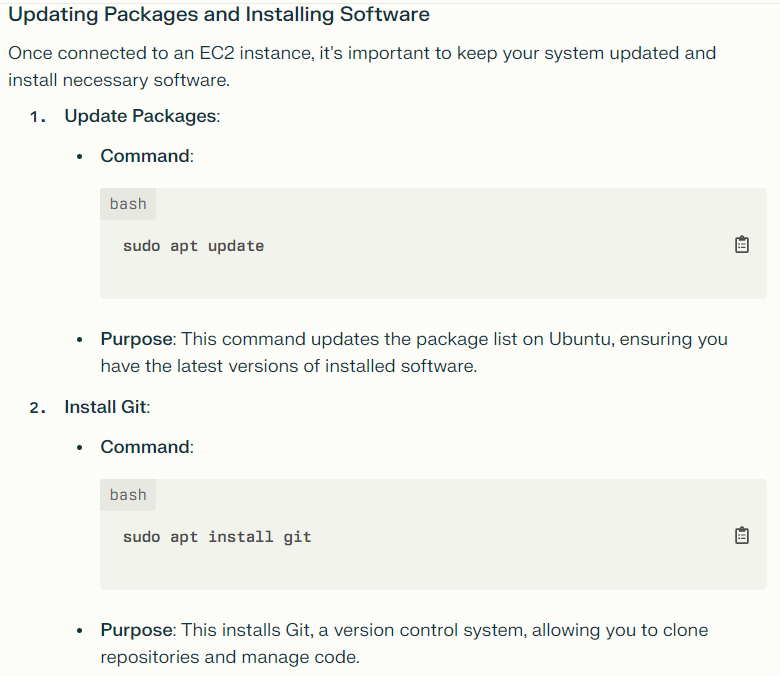 Updating Packages and Installing Software
Once connected to an EC2 instance, it's important to keep your system updated and
install necessary software.
1. Update Packages:
• Command:
bash
sudo apt update
• Purpose: This command updates the package list on Ubuntu, ensuring you
have the latest versions of installed software.
2. Install Git:
• Command:
bash
sudo apt install git
• Purpose: This installs Git, a version control system, allowing you to clone
repositories and manage code.